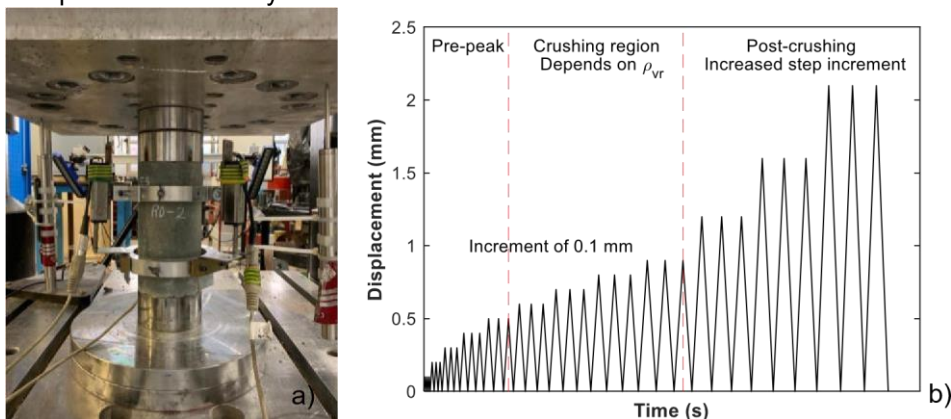 RD-2
a)
2.5
2
1.5
1
0.5
0
Displacement (mm)
Pre-peak
Crushing region
Depends on ρvr
Post-crushing
Increased step increment
Increment of 0.1 mm
Time (s)
b)